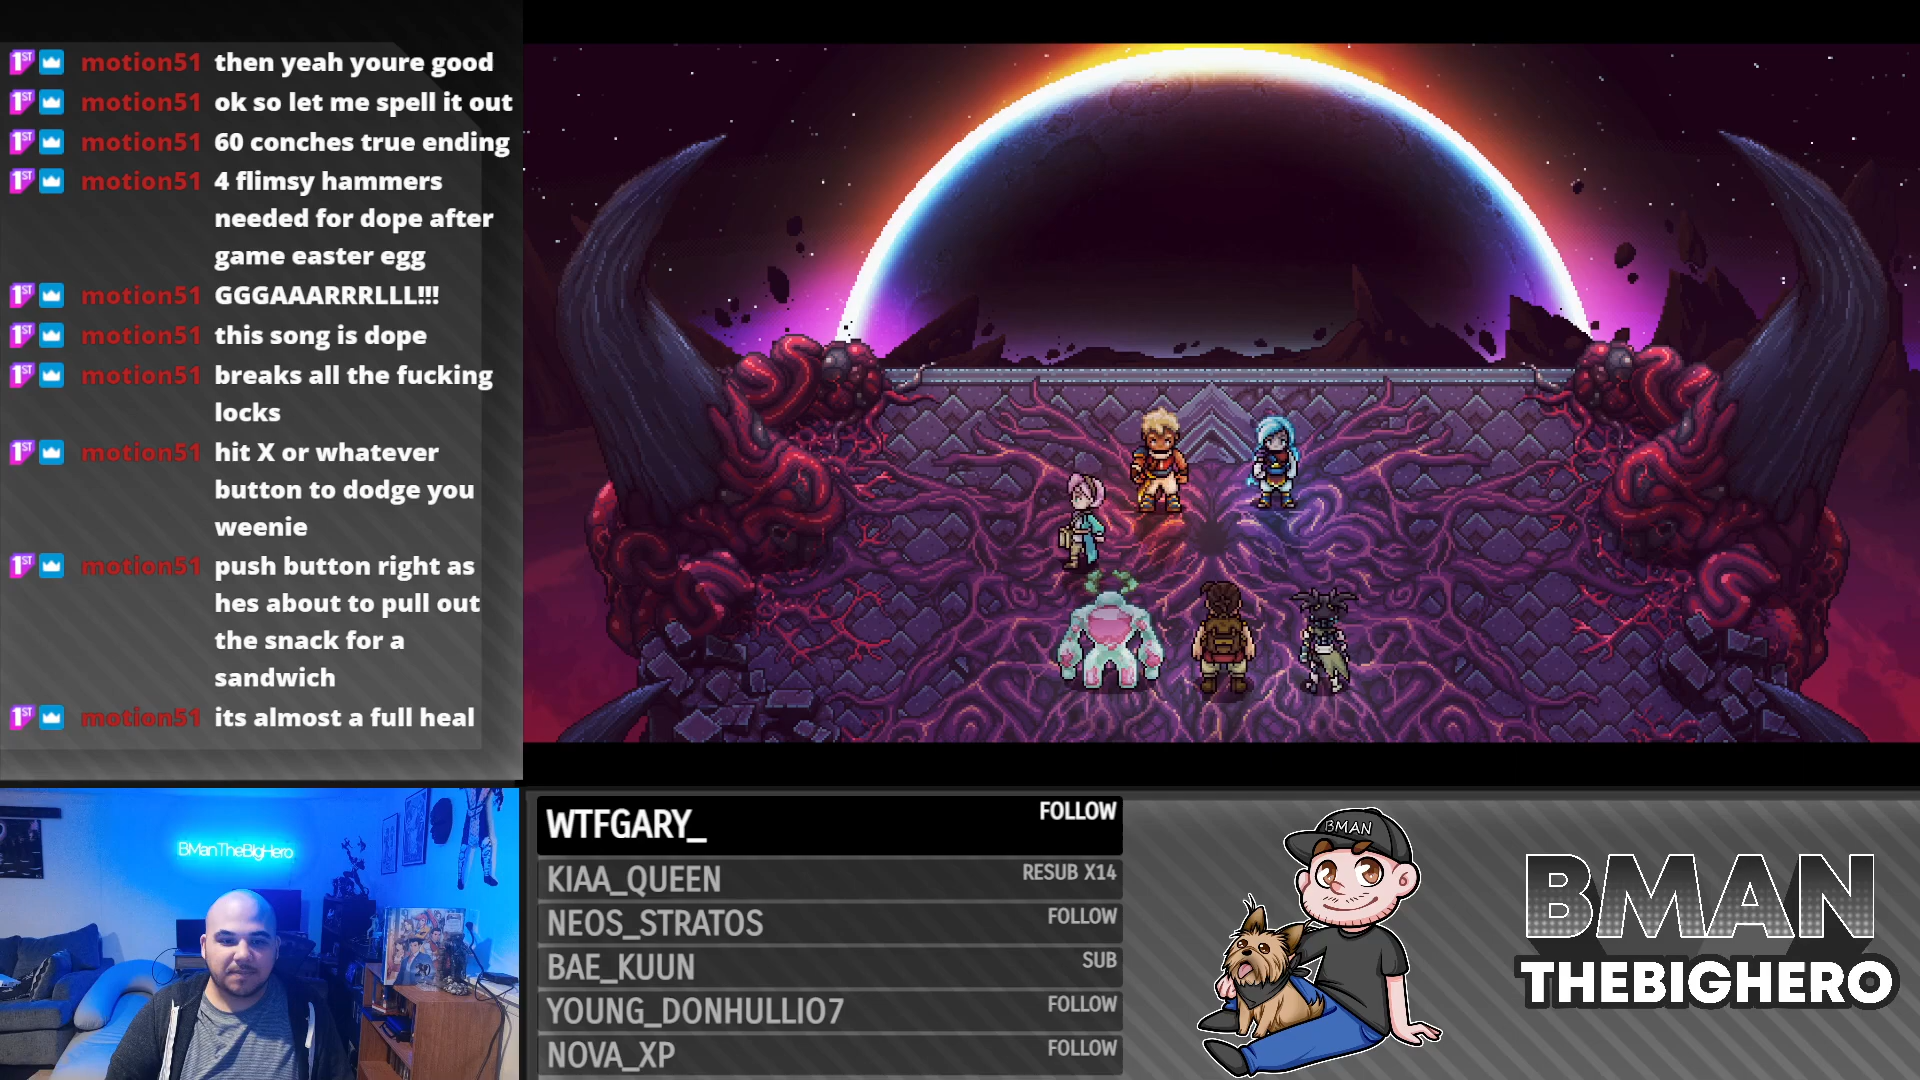 motion51 then yeah youre good
motion51 ok so let me spell it out
motion51 60 conches true ending
motion51 4 flimsy hammers
needed for dope after
game easter egg
motion51 GGGAAARRRLLL!!!
motion51 this song is dope
motion51 breaks all the fucking
locks
motion51 hit X or whatever
button to dodge you
weenie
motion51 push button right as
hes about to pull out
the snack for a
sandwich
motion51 its almost a full heal
BManTheBigHero
WTFGARY_ FOLLOW
KIAA_QUEEN RESUB X14
NEOS_STRATOS FOLLOW
BAE_KUUN SUB
YOUNG_DONHULLIO7 FOLLOW
NOVA_XP FOLLOW
BMAN
BMAN
THEBIGHERO